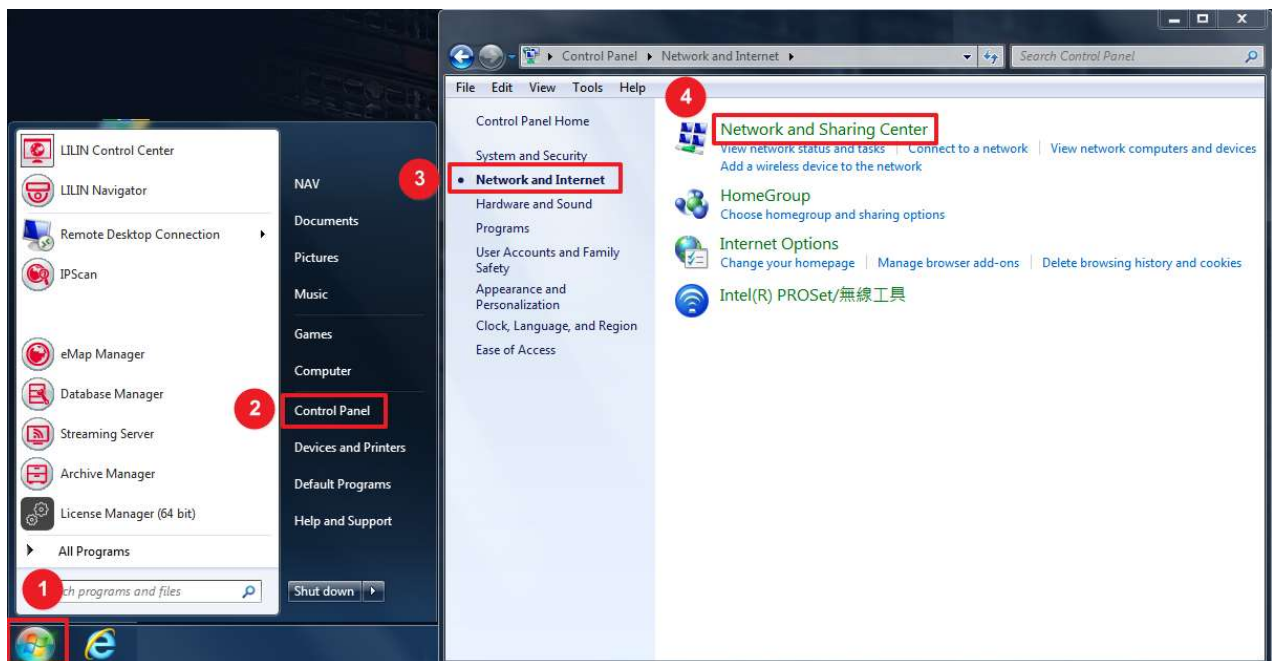 LILIN Control Center
LILIN Navigator
Remote Desktop Connection
IPScan
eMap Manager
Database Manager
Streaming Server
Archive Manager
License Manager (64 bit)
All Programs
1
programs and files
NAV
Documents
Pictures
Music
Games
Computer
2
Control Panel
Devices and Printers
Default Programs
Help and Support
Shut down
Control Panel Network and Internet
Search Control Panel
File Edit View Tools Help
Control Panel Home
System and Security
3
Network and Internet
Hardware and Sound
Programs
User Accounts and Family
Safety
Appearance and
Personalization
Clock, Language, and Region
Ease of Access
4
Network and Sharing Center
View network status and tasks Connect to a network View network computers and devices
Add a wireless device to the network
HomeGroup
Choose homegroup and sharing options
Internet Options
Change your homepage Manage browser add-ons Delete browsing history and cookies
Intel(R) PROSet/無線工具